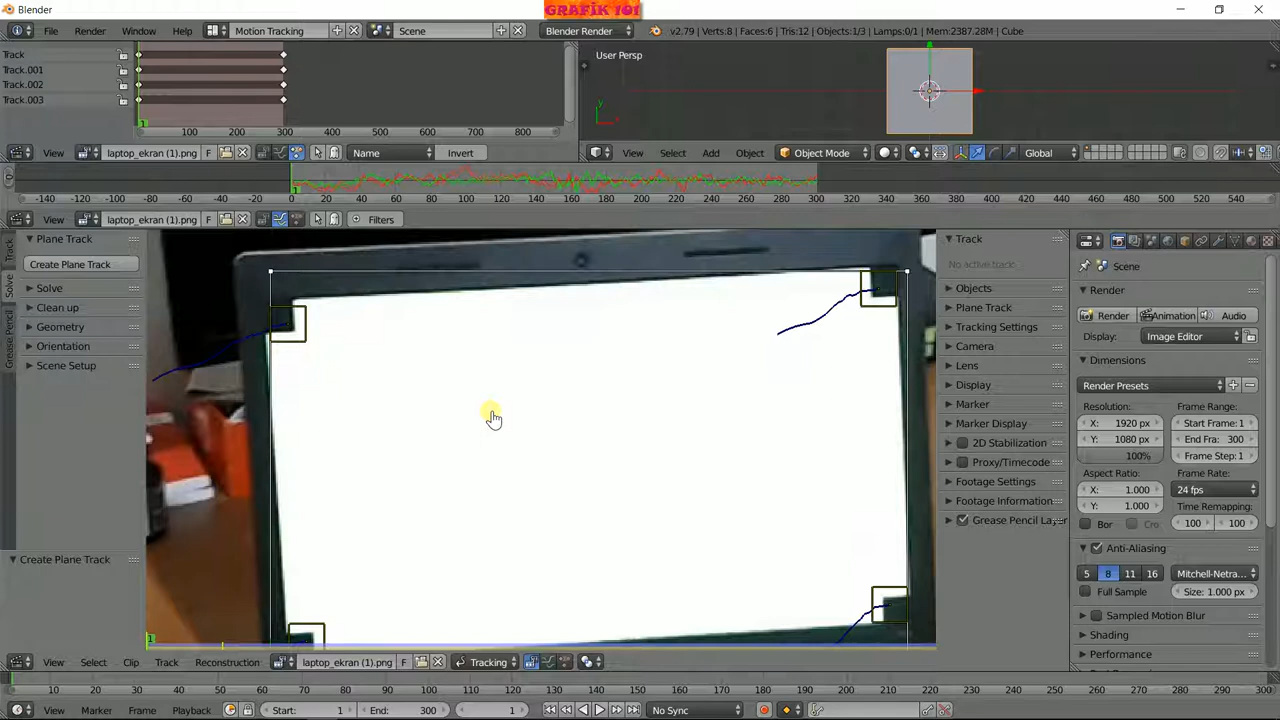 Blender
GRAFİK 101
File Render Window Help Motion Tracking Scene Blender Render v2.79 | Verts:8 | Faces:6 | Tris:12 | Objects:1/3 | Lamps:0/1 | Mem:2387.28M | Cube
Track
Track.001
Track.002
Track.003
1
100 200 300 400 500 600 700 800
User Persp
View laptop_ekran (1).png F Name Invert
View Select Add Object Object Mode Global
-140 -120 -100 -80 -60 -40 -20 0 20 40 60 80 100 120 140 160 180 200 220 240 260 280 300 320 340 360 380 400 420 440 460 480 500 520 540
View laptop_ekran (1).png F Filters
Track
Solve
Grease Pencil
Plane Track
Create Plane Track
Solve
Clean up
Geometry
Orientation
Scene Setup
Create Plane Track
1
Track
No active track
Objects
Plane Track
Tracking Settings
Camera
Lens
Display
Marker
Marker Display
2D Stabilization
Proxy/Timecode
Footage Settings
Footage Information
Grease Pencil Layer
Scene
Render
Render Animation Audio
Display: Image Editor
Dimensions
Render Presets
Resolution: Frame Range:
X: 1920 px Start Frame: 1
Y: 1080 px End Fra: 300
100% Frame Step: 1
Aspect Ratio: Frame Rate:
X: 1.000 24 fps
Y: 1.000 Time Remapping:
Bor Cro 100 100
Anti-Aliasing
5 8 11 16 Mitchell-Netra...
Full Sample Size: 1.000 px
Sampled Motion Blur
Shading
Performance
View Select Clip Track Reconstruction laptop_ekran (1).png F Tracking
10 20 30 40 50 60 70 80 90 100 110 120 130 140 150 160 170 180 190 200 210 220 230 240 250 260 270 280 290 300
View Marker Frame Playback Start: 1 End: 300 1 No Sync